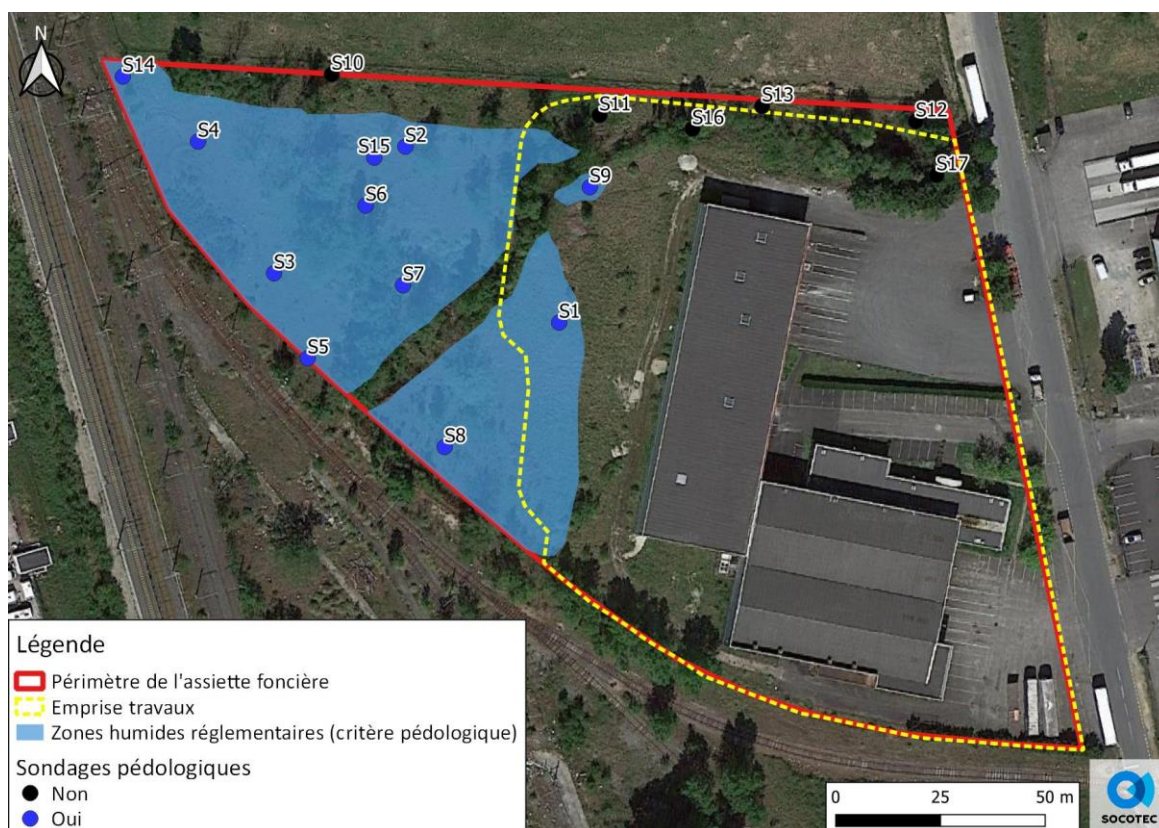 N
S14
S10
S13
S11
S12
S16
S4
S2
S15
S17
S9
S6
S3
S7
S1
S5
S8
Légende
Périmètre de l'assiette foncière
Emprise travaux
Zones humides réglementaires (critère pédologique)
Sondages pédologiques
Non
Oui
0 25 50 m
SOCOTEC